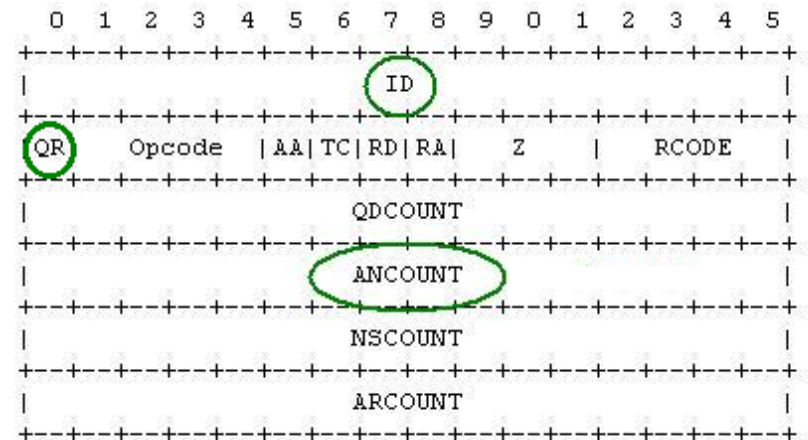 0 1 2 3 4 5 6 7 8 9 0 1 2 3 4 5
+--+--+--+--+--+--+--+--+--+--+--+--+--+--+--+--+
| ID |
+--+--+--+--+--+--+--+--+--+--+--+--+--+--+--+--+
|QR| Opcode |AA|TC|RD|RA| Z | RCODE |
+--+--+--+--+--+--+--+--+--+--+--+--+--+--+--+--+
| QDCOUNT |
+--+--+--+--+--+--+--+--+--+--+--+--+--+--+--+--+
| ANCOUNT |
+--+--+--+--+--+--+--+--+--+--+--+--+--+--+--+--+
| NSCOUNT |
+--+--+--+--+--+--+--+--+--+--+--+--+--+--+--+--+
| ARCOUNT |
+--+--+--+--+--+--+--+--+--+--+--+--+--+--+--+--+